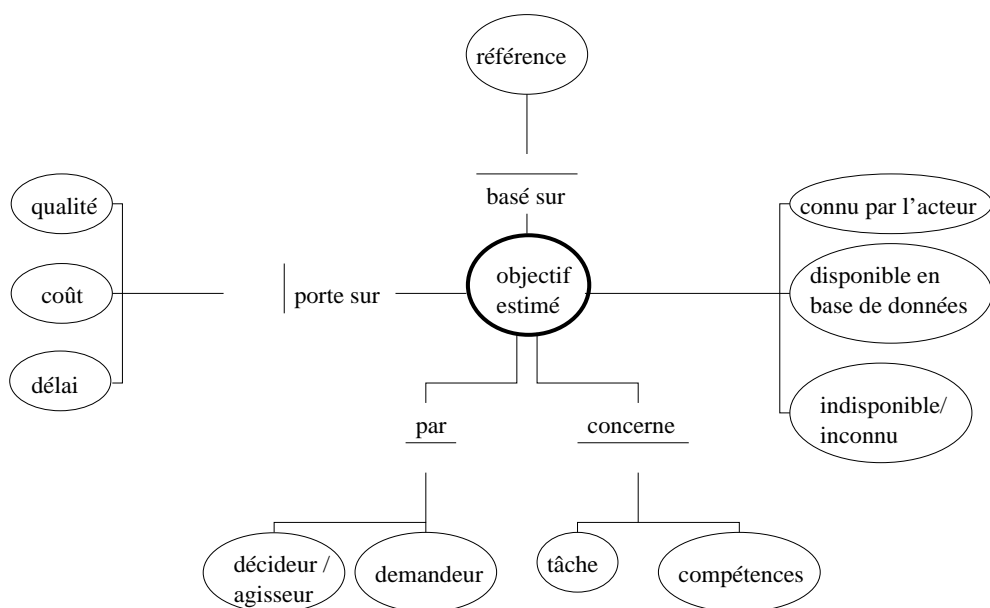 référence
basé sur
qualité
connu par l’acteur
objectif
estimé
disponible en
base de données
coût
porte sur
délai
indisponible/
inconnu
par
concerne
décideur /
agisseur
demandeur
tâche
compétences